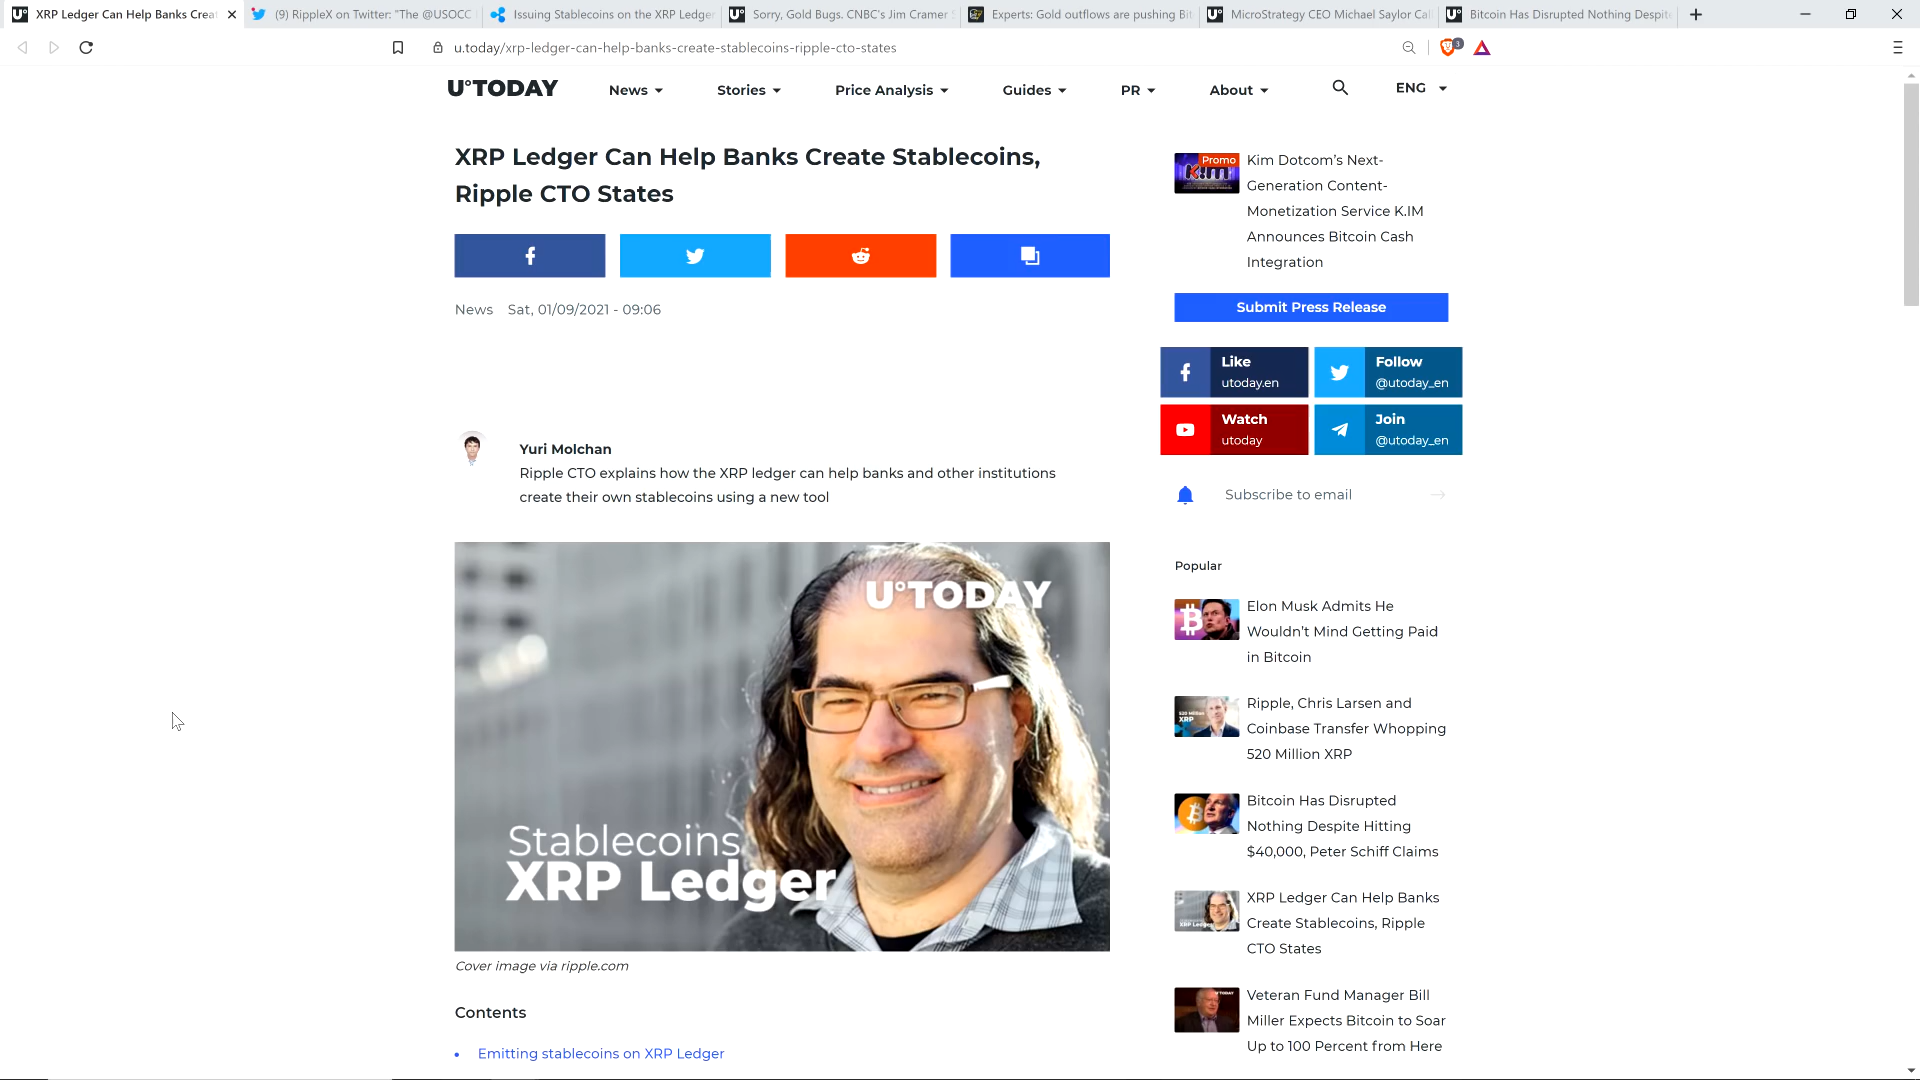 XRP Ledger Can Help Banks Creat
(9) RippleX on Twitter: "The @USOCC
Issuing Stablecoins on the XRP Ledger
Sorry, Gold Bugs. CNBC's Jim Cramer S
Experts: Gold outflows are pushing Bit
MicroStrategy CEO Michael Saylor Call
Bitcoin Has Disrupted Nothing Despite
u.today/xrp-ledger-can-help-banks-create-stablecoins-ripple-cto-states
3
U°TODAY
News
Stories
Price Analysis
Guides
PR
About
ENG
XRP Ledger Can Help Banks Create Stablecoins,
Ripple CTO States
News Sat, 01/09/2021 - 09:06
Yuri Molchan
Ripple CTO explains how the XRP ledger can help banks and other institutions
create their own stablecoins using a new tool
U°TODAY
Stablecoins
XRP Ledger
Cover image via ripple.com
Contents
• Emitting stablecoins on XRP Ledger
Promo
K.im
Kim Dotcom's Next-
Generation Content-
Monetization Service K.IM
Announces Bitcoin Cash
Integration
Submit Press Release
Like
utoday.en
Follow
@utoday_en
Watch
utoday
Join
@utoday_en
Subscribe to email
Popular
Elon Musk Admits He
Wouldn't Mind Getting Paid
in Bitcoin
Ripple, Chris Larsen and
Coinbase Transfer Whopping
520 Million XRP
Bitcoin Has Disrupted
Nothing Despite Hitting
$40,000, Peter Schiff Claims
XRP Ledger Can Help Banks
Create Stablecoins, Ripple
CTO States
Veteran Fund Manager Bill
Miller Expects Bitcoin to Soar
Up to 100 Percent from Here